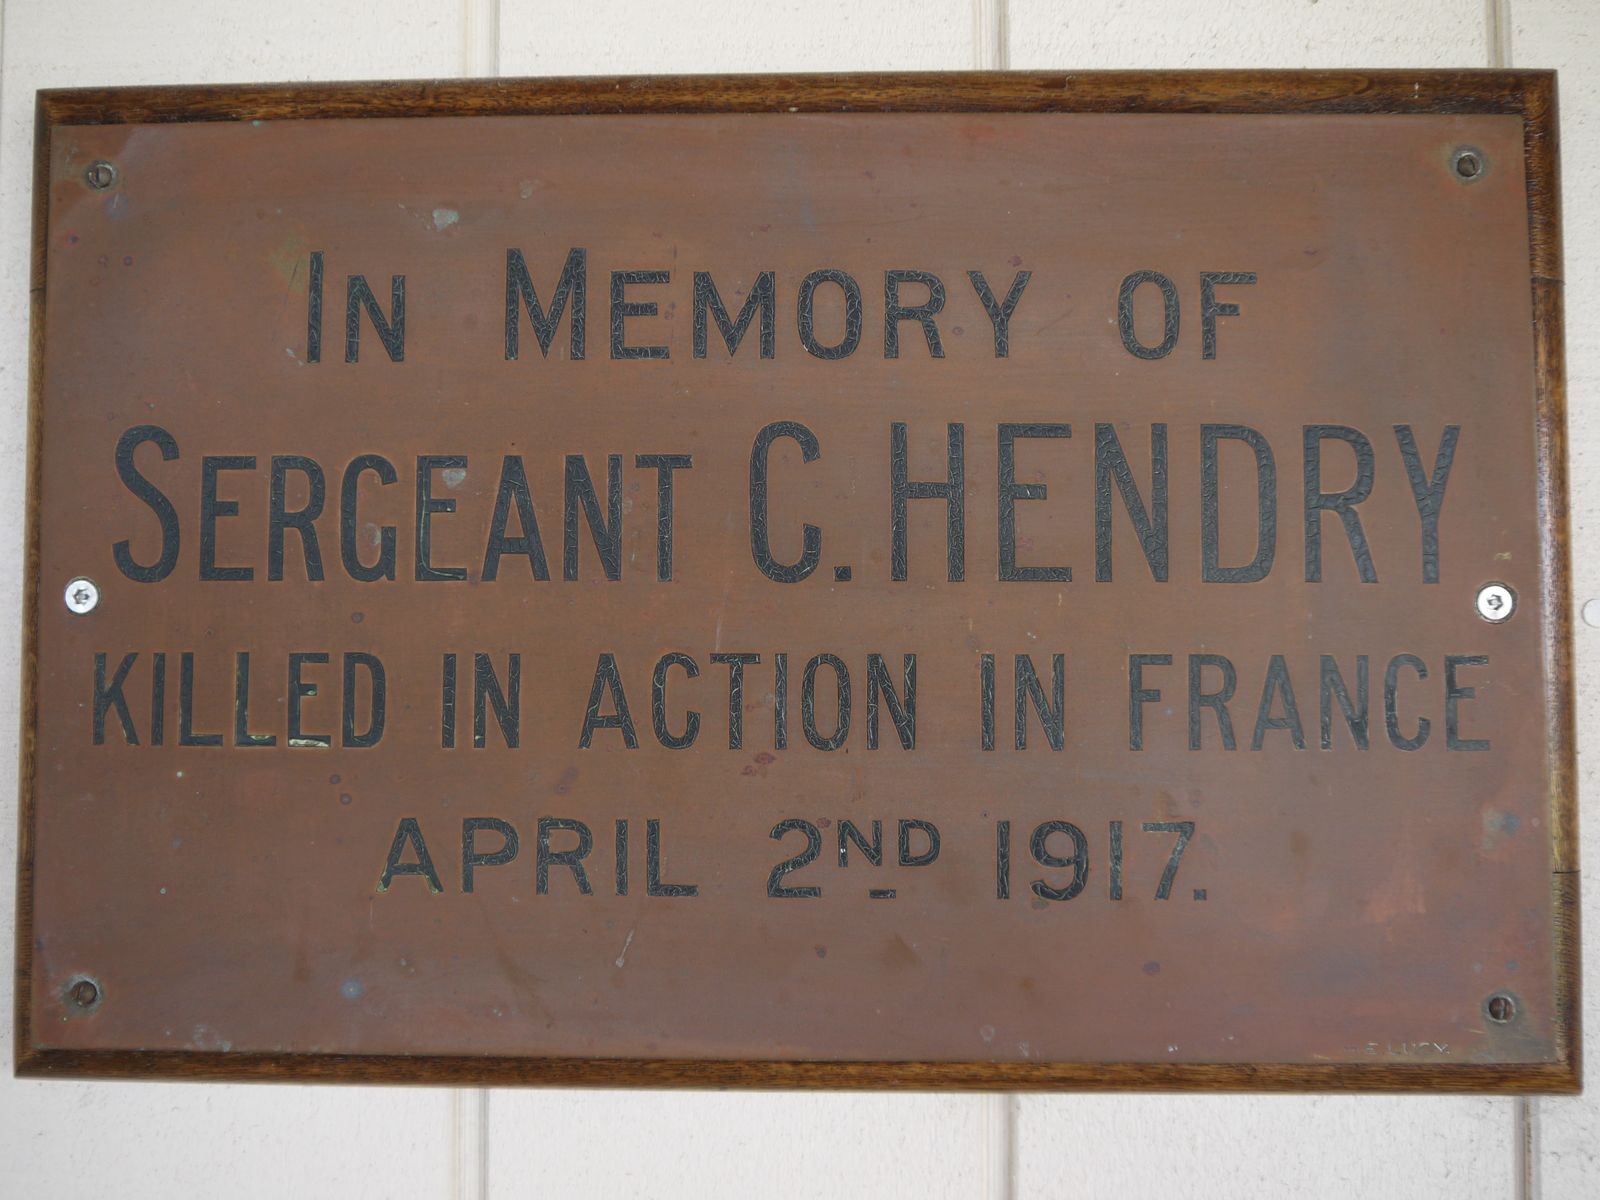 IN MEMORY OF
SERGEANT C. HENDRY
KILLED IN ACTION IN FRANCE
APRIL 2ND 1917.